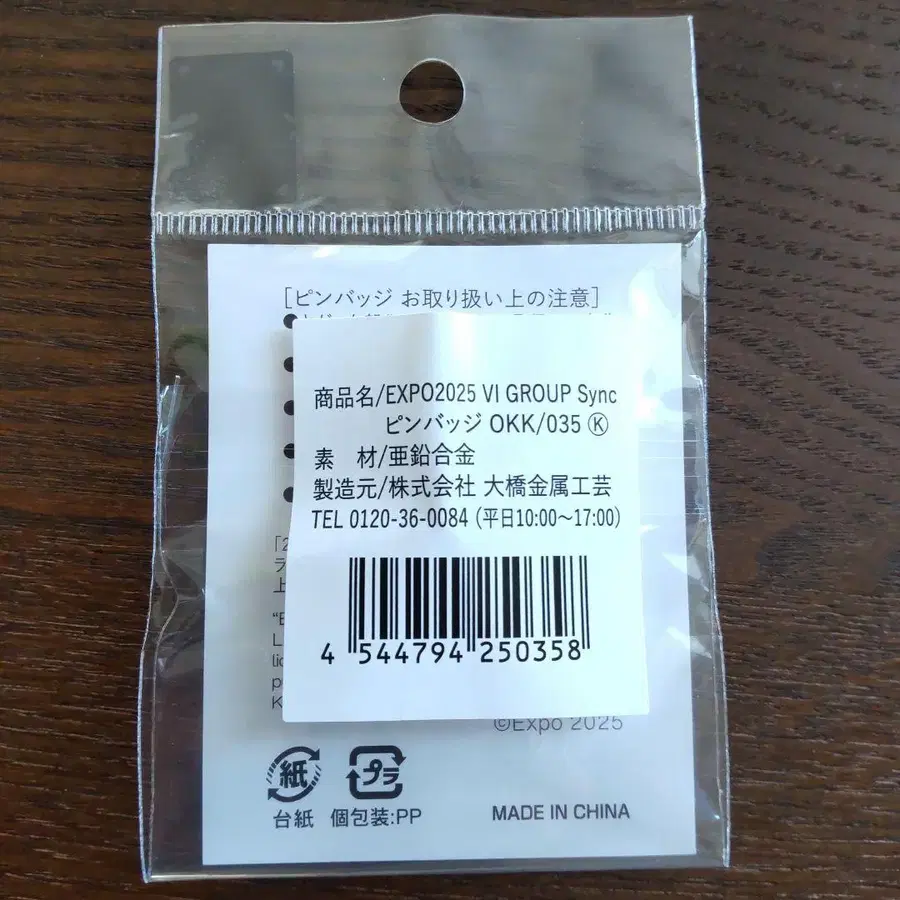 [ピンバッジ お取り扱い上の注意]
商品名/EXPO2025 VI GROUP Sync
ピンバッジ OKK/035 Ⓚ
素 材/亜鉛合金
製造元/株式会社 大橋金属工芸
TEL 0120-36-0084 (平日10:00～17:00)
4 544794 250358
©Expo 2025
紙 プラ
台紙 個包装:PP
MADE IN CHINA